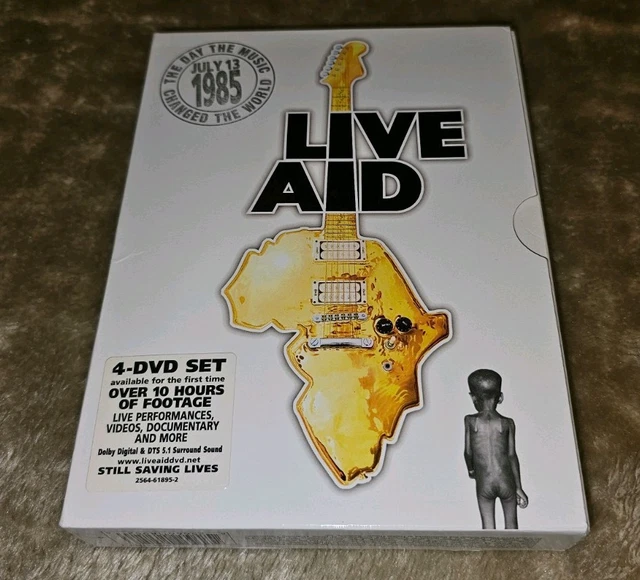 THE DAY THE MUSIC
JULY 13
1985
CHANGED THE WORLD
LIVE
AID
4-DVD SET
available for the first time
OVER 10 HOURS
OF FOOTAGE
LIVE PERFORMANCES,
VIDEOS, DOCUMENTARY
AND MORE
Dolby Digital & DTS 5.1 Surround Sound
www.liveaiddvd.net
STILL SAVING LIVES
2564-61895-2